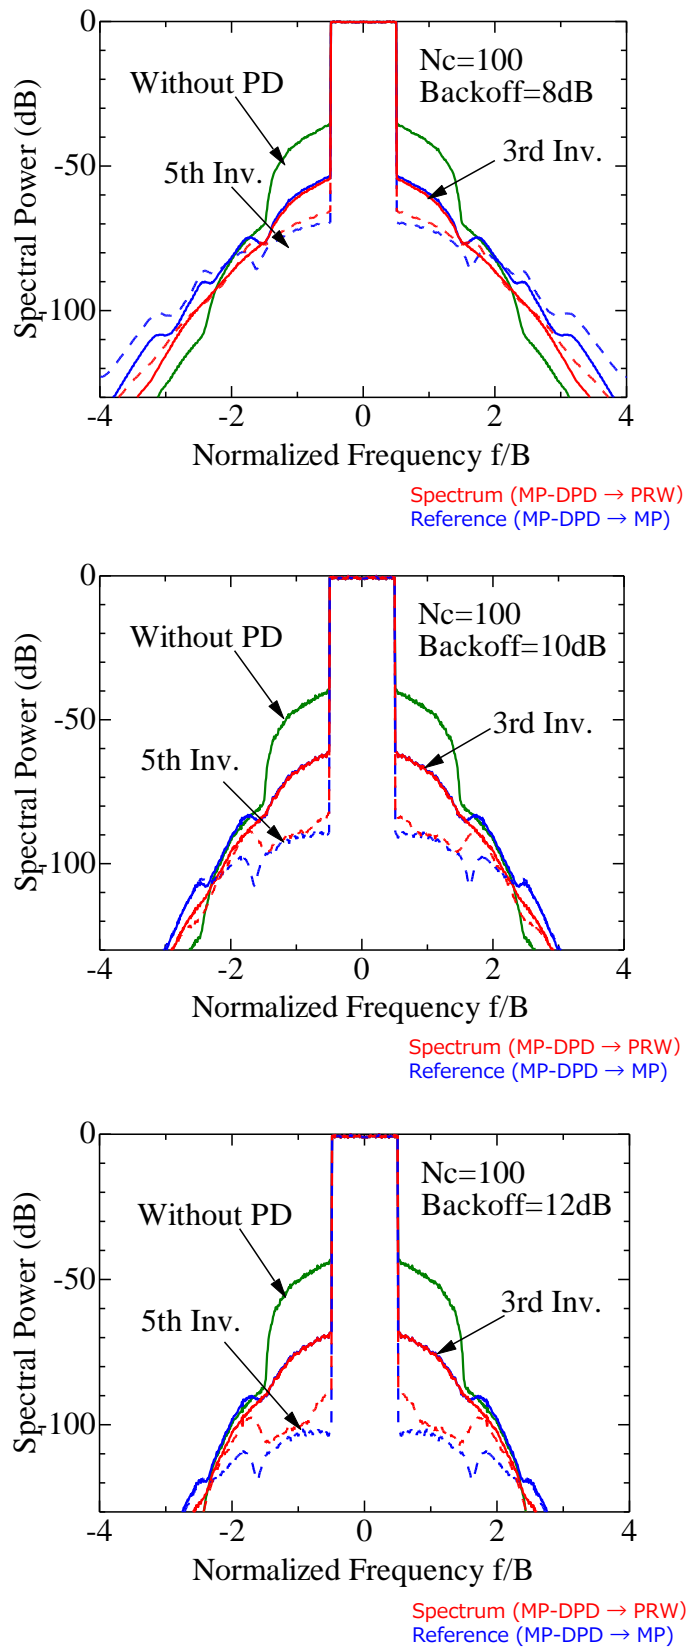 0
Nc=100
Backoff=8dB
Without PD
3rd Inv.
5th Inv.
-50
-100
Spectral Power (dB)
-4
-2
0
2
4
Normalized Frequency f/B
Spectrum (MP-DPD → PRW)
Reference (MP-DPD → MP)
0
Nc=100
Backoff=10dB
Without PD
3rd Inv.
5th Inv.
-50
-100
Spectral Power (dB)
-4
-2
0
2
4
Normalized Frequency f/B
Spectrum (MP-DPD → PRW)
Reference (MP-DPD → MP)
0
Nc=100
Backoff=12dB
Without PD
3rd Inv.
5th Inv.
-50
-100
Spectral Power (dB)
-4
-2
0
2
4
Normalized Frequency f/B
Spectrum (MP-DPD → PRW)
Reference (MP-DPD → MP)